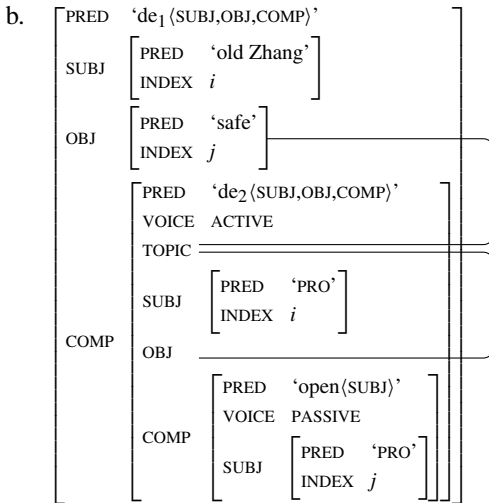 b.
PRED ‘de₁⟨SUBJ,OBJ,COMP⟩’
SUBJ
PRED ‘old Zhang’
INDEX i
OBJ
PRED ‘safe’
INDEX j
COMP
PRED ‘de₂⟨SUBJ,OBJ,COMP⟩’
VOICE ACTIVE
TOPIC
SUBJ
PRED ‘PRO’
INDEX i
OBJ
COMP
PRED ‘open⟨SUBJ⟩’
VOICE PASSIVE
SUBJ
PRED ‘PRO’
INDEX j